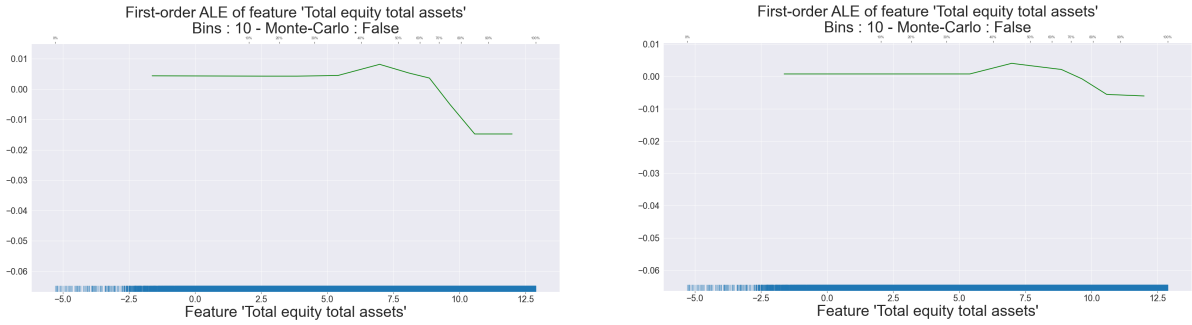 First-order ALE of feature 'Total equity total assets'
Bins : 10 - Monte-Carlo : False
0.01
0.00
−0.01
−0.02
−0.03
−0.04
−0.05
−0.06
−5.0 −2.5 0.0 2.5 5.0 7.5 10.0 12.5
Feature 'Total equity total assets'
First-order ALE of feature 'Total equity total assets'
Bins : 10 - Monte-Carlo : False
0.01
0.00
−0.01
−0.02
−0.03
−0.04
−0.05
−0.06
−5.0 −2.5 0.0 2.5 5.0 7.5 10.0 12.5
Feature 'Total equity total assets'